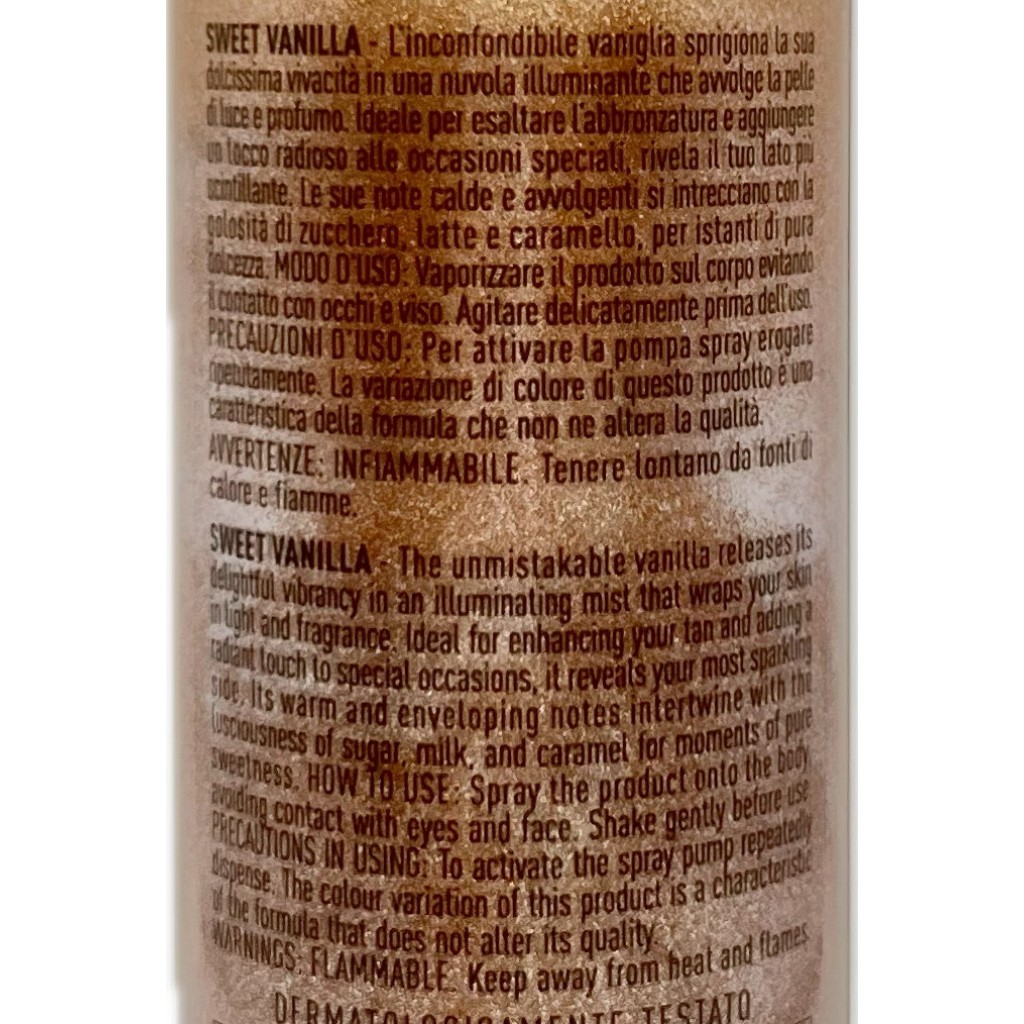 SWEET VANILLA - L'inconfondibile vaniglia sprigiona la sua
dolcissima vivacità in una nuvola illuminante che avvolge la pelle
di luce e profumo. Ideale per esaltare l'abbronzatura e aggiungere
un tocco radioso alle occasioni speciali, rivela il tuo lato più
scintillante. Le sue note calde e avvolgenti si intrecciano con la
golosità di zucchero, latte e caramello, per istanti di pura
dolcezza. MODO D'USO: Vaporizzare il prodotto sul corpo evitando
il contatto con occhi e viso. Agitare delicatamente prima dell'uso.
PRECAUZIONI D'USO: Per attivare la pompa spray erogare
ripetutamente. La variazione di colore di questo prodotto è una
caratteristica della formula che non ne altera la qualità.
AVVERTENZE: INFIAMMABILE. Tenere lontano da fonti di
calore e fiamme.
SWEET VANILLA - The unmistakable vanilla releases its
delightful vibrancy in an illuminating mist that wraps your skin
in light and fragrance. Ideal for enhancing your tan and adding a
radiant touch to special occasions, it reveals your most sparkling
side. Its warm and enveloping notes intertwine with the
lusciousness of sugar, milk, and caramel for moments of pure
sweetness. HOW TO USE: Spray the product onto the body
avoiding contact with eyes and face. Shake gently before use
PRECAUTIONS IN USING: To activate the spray pump repeatedly
dispense. The colour variation of this product is a characteristic
of the formula that does not alter its quality.
WARNINGS: FLAMMABLE. Keep away from heat and flames
DERMATOLOGICAMENTE TESTATO